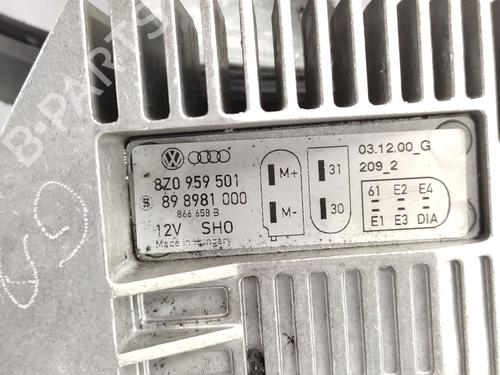 B-PARTS
8Z0 959 501
89 8981 000
866 658 B
12V SHO
Made in Hungary
M+
M-
31
30
03.12.00_G
209_2
61 E2 E4
E1 E3 DIA